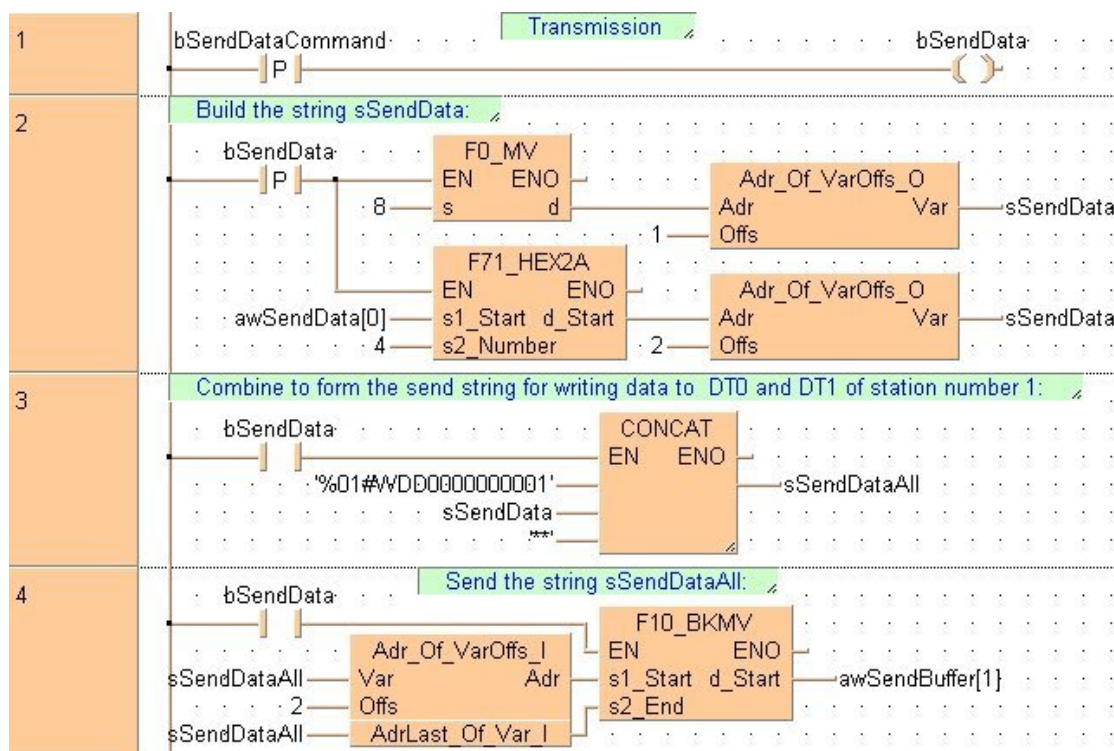 1
Transmission
bSendDataCommand
bSendData
P
2
Build the string sSendData:
bSendData
P
F0_MV
EN ENO
8 s d
Adr_Of_VarOffs_O
Adr Var sSendData
1 Offs
F71_HEX2A
EN ENO
awSendData[0] s1_Start d_Start
4 s2_Number
Adr_Of_VarOffs_O
Adr Var sSendData
2 Offs
3
Combine to form the send string for writing data to DT0 and DT1 of station number 1:
bSendData
CONCAT
EN ENO
'%01#WDD0000000001' sSendDataAll
sSendData
'**'
4
Send the string sSendDataAll:
bSendData
F10_BKMV
EN ENO
Adr_Of_VarOffs_I
sSendDataAll Var Adr s1_Start d_Start awSendBuffer[1]
2 Offs s2_End
sSendDataAll AdrLast_Of_Var_I